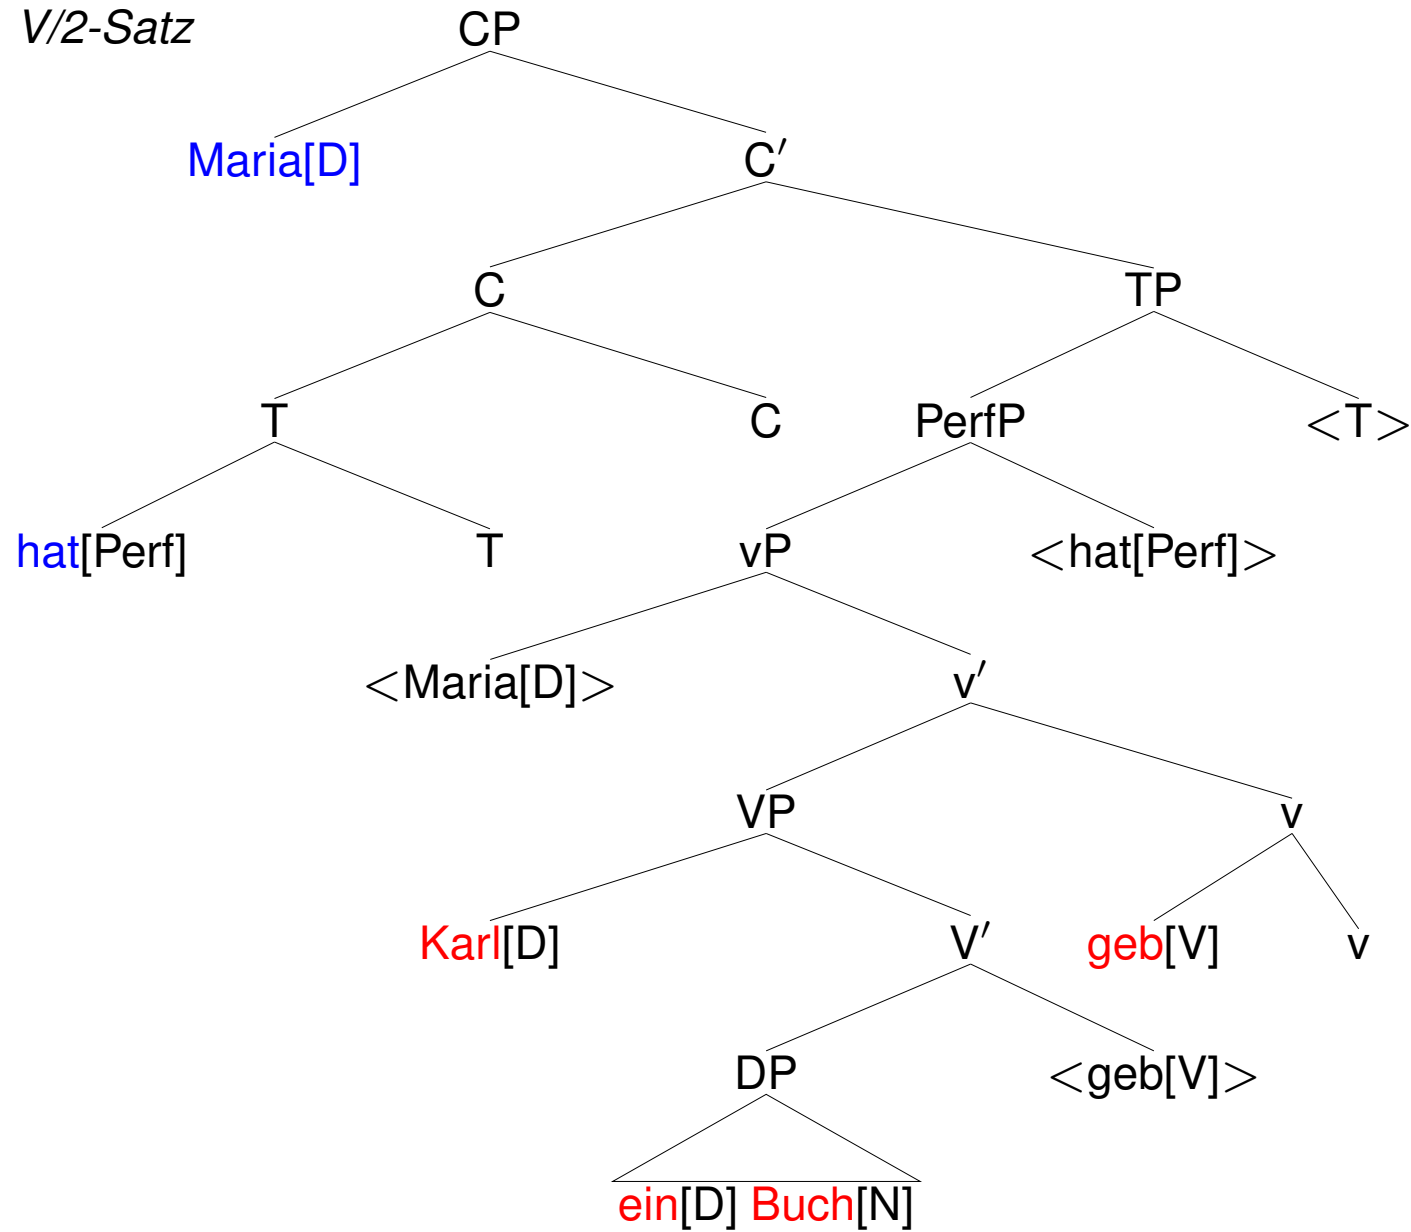 V/2-Satz CP
Maria[D] C′
C TP
T C PerfP <T>
hat[Perf] T vP <hat[Perf]>
<Maria[D]> v′
VP v
Karl[D] V′ geb[V] v
DP <geb[V]>
ein[D] Buch[N]